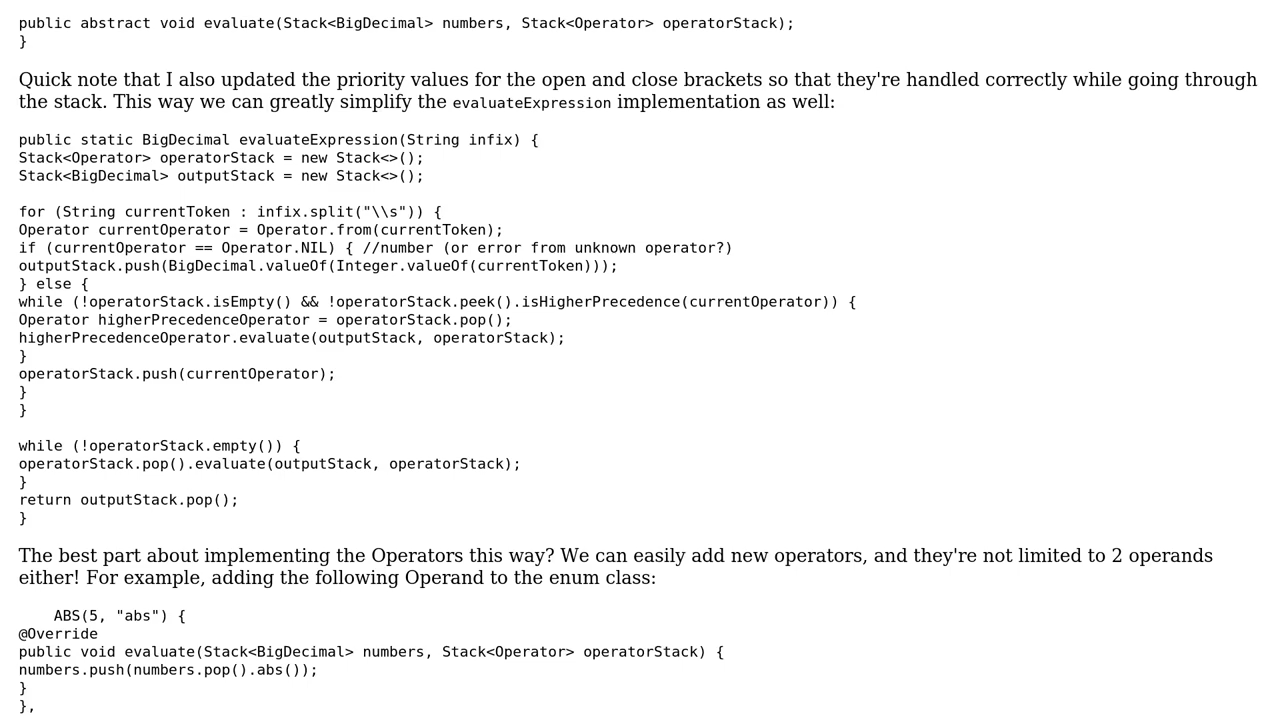 public abstract void evaluate(Stack<BigDecimal> numbers, Stack<Operator> operatorStack);
}
Quick note that I also updated the priority values for the open and close brackets so that they're handled correctly while going through
the stack. This way we can greatly simplify the evaluateExpression implementation as well:
public static BigDecimal evaluateExpression(String infix) {
Stack<Operator> operatorStack = new Stack<>();
Stack<BigDecimal> outputStack = new Stack<>();
for (String currentToken : infix.split("\\s")) {
Operator currentOperator = Operator.from(currentToken);
if (currentOperator == Operator.NIL) { //number (or error from unknown operator?)
outputStack.push(BigDecimal.valueOf(Integer.valueOf(currentToken)));
} else {
while (!operatorStack.isEmpty() && !operatorStack.peek().isHigherPrecedence(currentOperator)) {
Operator higherPrecedenceOperator = operatorStack.pop();
higherPrecedenceOperator.evaluate(outputStack, operatorStack);
}
operatorStack.push(currentOperator);
}
}
while (!operatorStack.empty()) {
operatorStack.pop().evaluate(outputStack, operatorStack);
}
return outputStack.pop();
}
The best part about implementing the Operators this way? We can easily add new operators, and they're not limited to 2 operands
either! For example, adding the following Operand to the enum class:
    ABS(5, "abs") {
@Override
public void evaluate(Stack<BigDecimal> numbers, Stack<Operator> operatorStack) {
numbers.push(numbers.pop().abs());
}
},